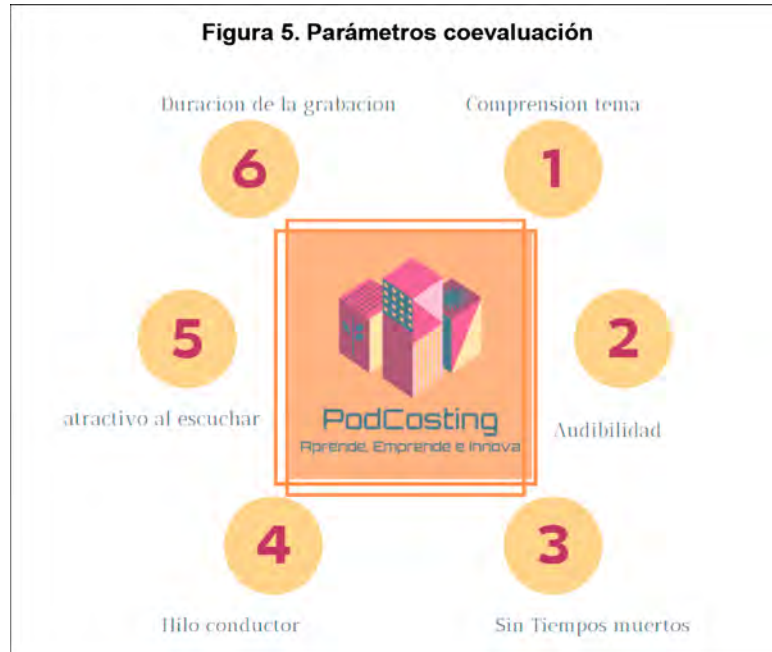 Figura 5. Parámetros coevaluación
Duracion de la grabacion
Comprension tema
6
1
5
2
atractivo al escuchar
Audibilidad
PodCosting
Aprende, Emprende e Innova
4
3
Hilo conductor
Sin Tiempos muertos